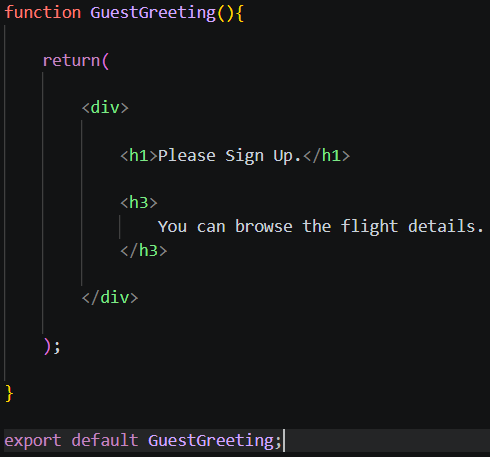 function GuestGreeting(){
return(
<div>
<h1>Please Sign Up.</h1>
<h3>
You can browse the flight details.
</h3>
</div>
);
}
export default GuestGreeting;